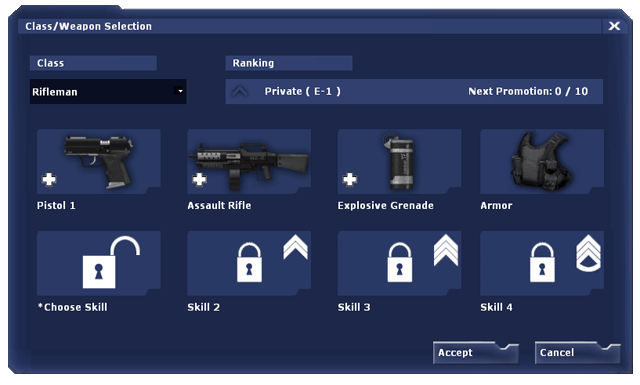 Class/Weapon Selection
Class
Ranking
Rifleman
Private ( E-1 )
Next Promotion: 0 / 10
Pistol 1
Assault Rifle
Explosive Grenade
Armor
*Choose Skill
Skill 2
Skill 3
Skill 4
Accept
Cancel